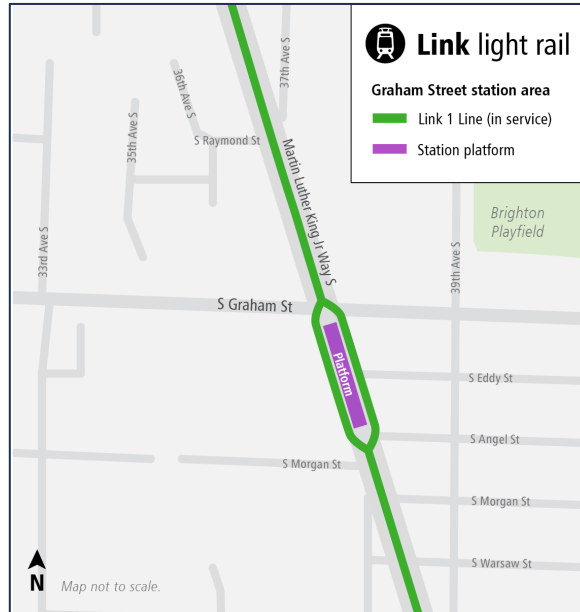 Link light rail
Graham Street station area
Link 1 Line (in service)
Station platform
37th Ave S
36th Ave S
35th Ave S
S Raymond St
Martin Luther King Jr Way S
Brighton
Playfield
33rd Ave S
39th Ave S
S Graham St
Platform
S Eddy St
S Angel St
S Morgan St
S Morgan St
S Warsaw St
N
Map not to scale.